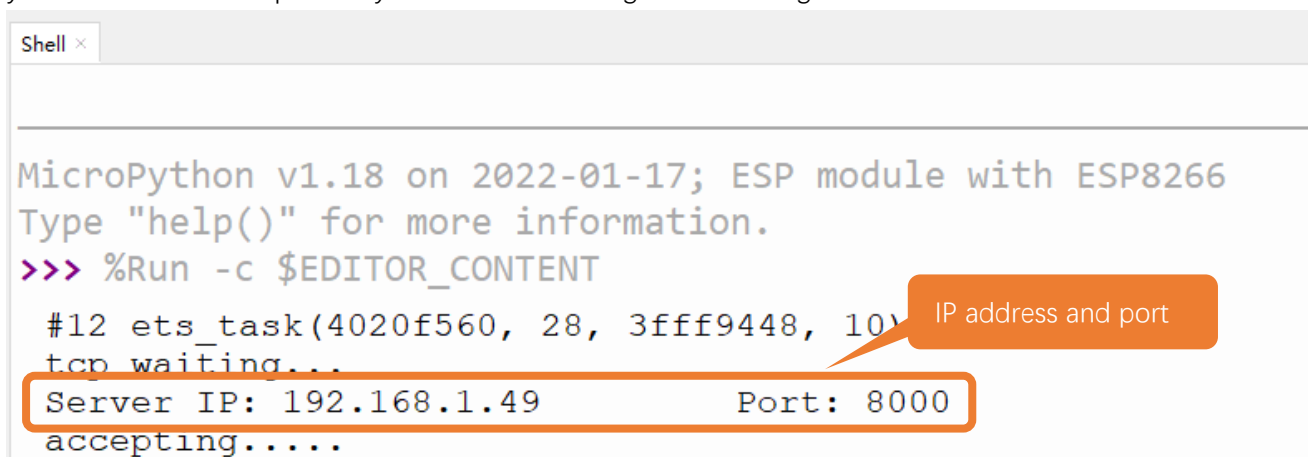 Shell ×
MicroPython v1.18 on 2022-01-17; ESP module with ESP8266
Type "help()" for more information.
>>> %Run -c $EDITOR_CONTENT
#12 ets_task(4020f560, 28, 3fff9448, 10)
IP address and port
tcp waiting...
Server IP: 192.168.1.49 Port: 8000
accepting.....